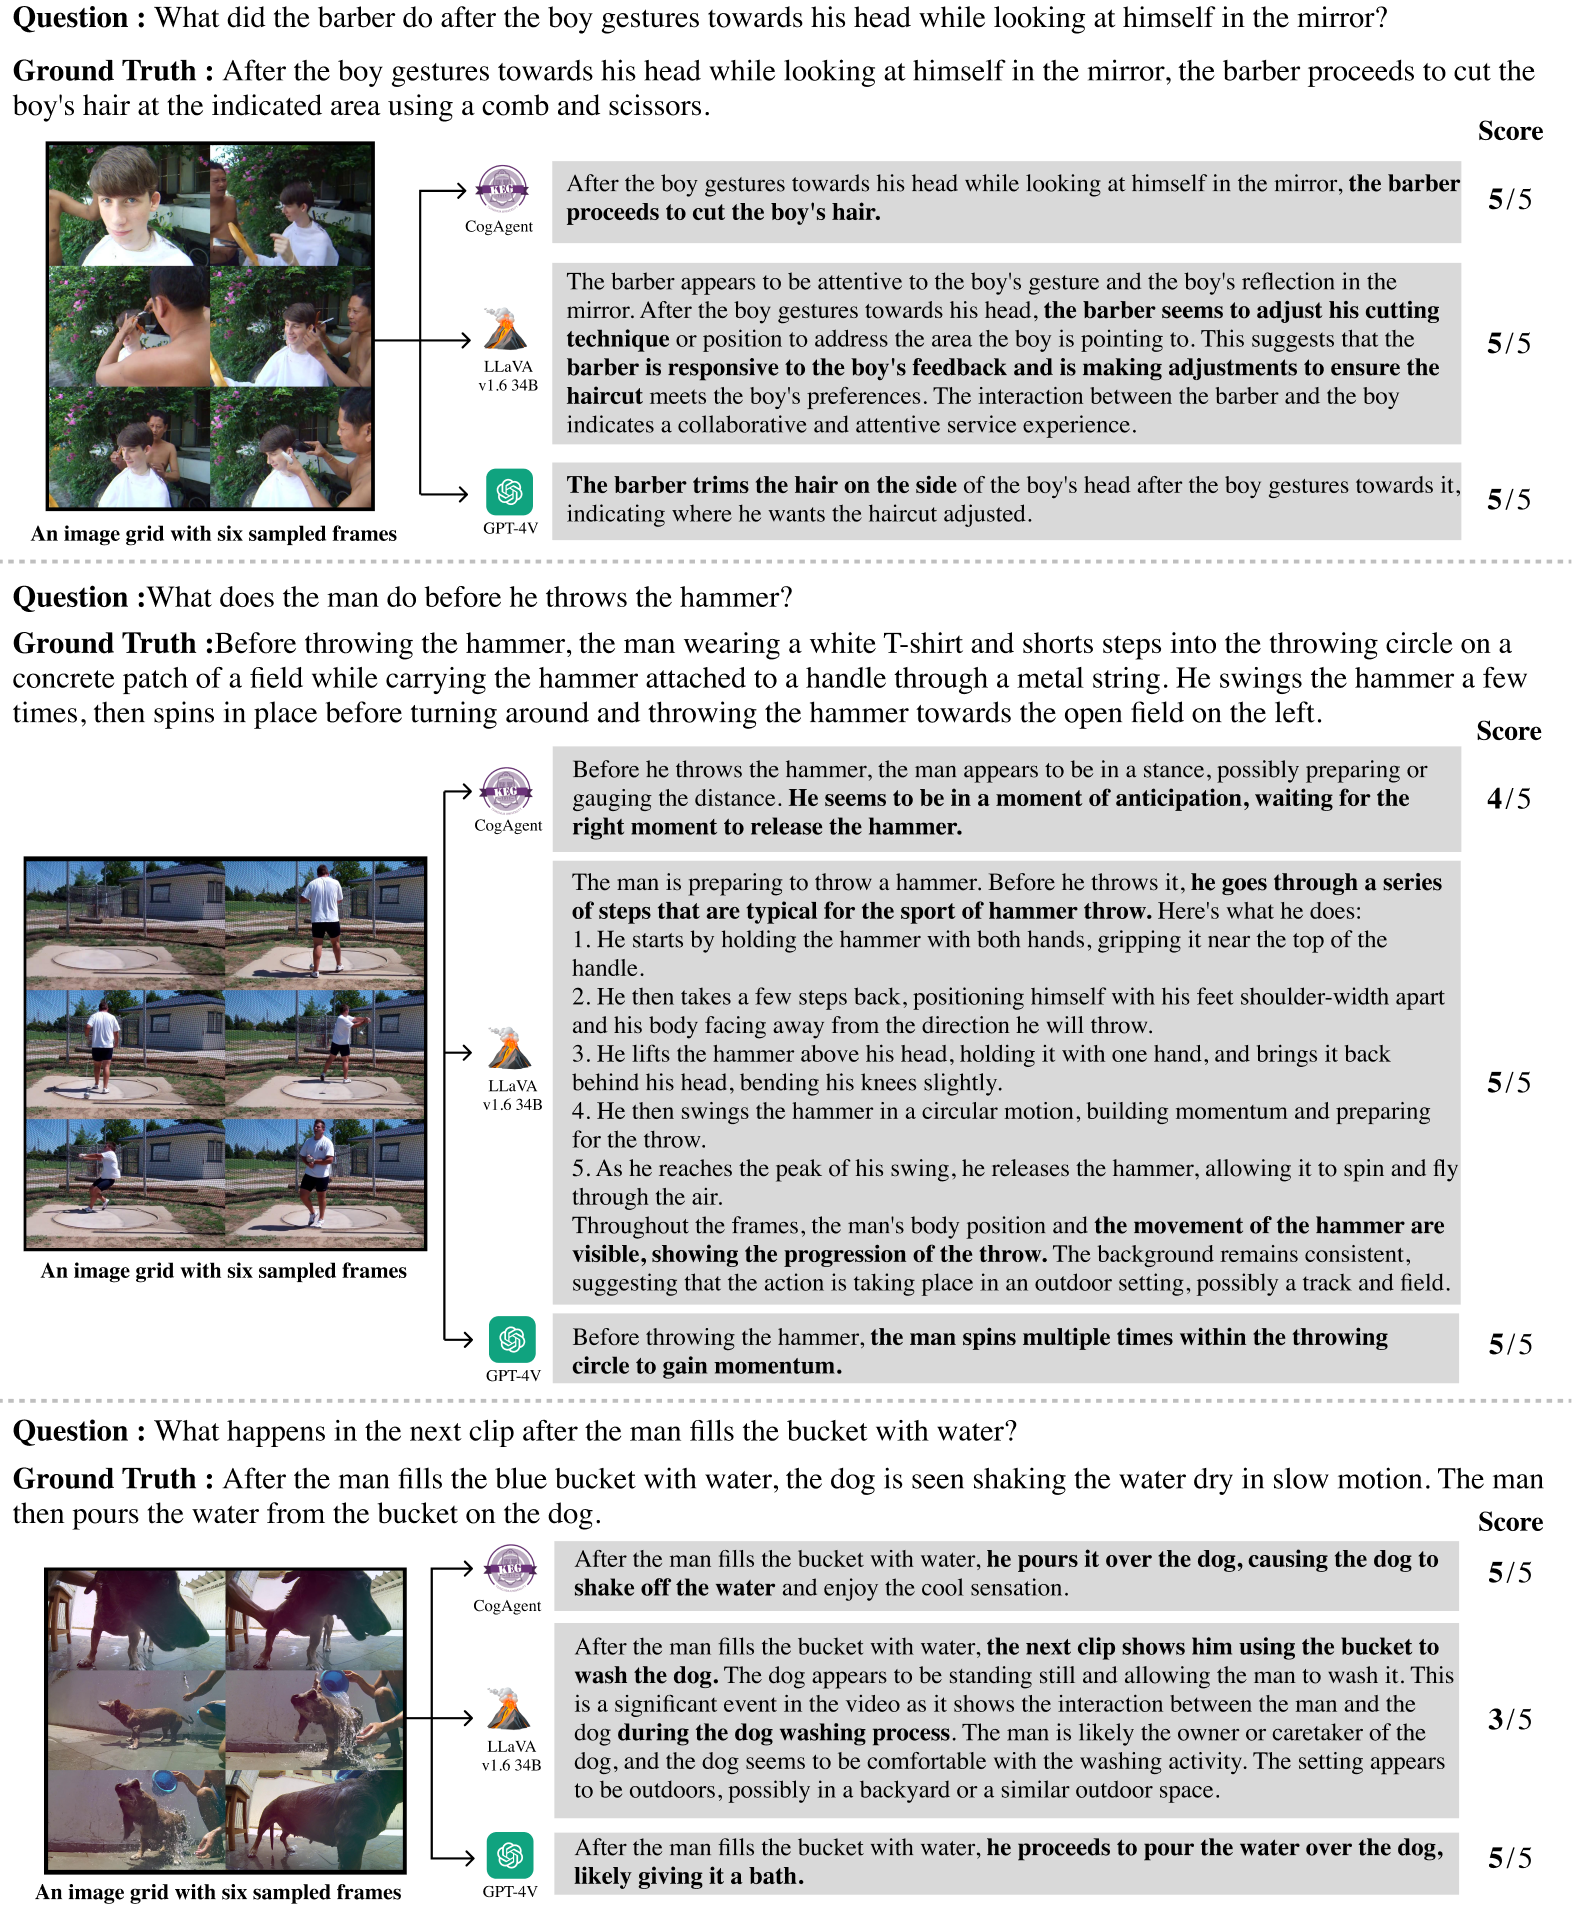 Question : What did the barber do after the boy gestures towards his head while looking at himself in the mirror?
Ground Truth : After the boy gestures towards his head while looking at himself in the mirror, the barber proceeds to cut the
boy's hair at the indicated area using a comb and scissors.
Score
KEG
CogAgent
After the boy gestures towards his head while looking at himself in the mirror, the barber
proceeds to cut the boy's hair.
5/5
LLaVA
v1.6 34B
The barber appears to be attentive to the boy's gesture and the boy's reflection in the
mirror. After the boy gestures towards his head, the barber seems to adjust his cutting
technique or position to address the area the boy is pointing to. This suggests that the
barber is responsive to the boy's feedback and is making adjustments to ensure the
haircut meets the boy's preferences. The interaction between the barber and the boy
indicates a collaborative and attentive service experience.
5/5
GPT-4V
The barber trims the hair on the side of the boy's head after the boy gestures towards it,
indicating where he wants the haircut adjusted.
5/5
An image grid with six sampled frames
Question :What does the man do before he throws the hammer?
Ground Truth :Before throwing the hammer, the man wearing a white T-shirt and shorts steps into the throwing circle on a
concrete patch of a field while carrying the hammer attached to a handle through a metal string. He swings the hammer a few
times, then spins in place before turning around and throwing the hammer towards the open field on the left.
Score
KEG
CogAgent
Before he throws the hammer, the man appears to be in a stance, possibly preparing or
gauging the distance. He seems to be in a moment of anticipation, waiting for the
right moment to release the hammer.
4/5
LLaVA
v1.6 34B
The man is preparing to throw a hammer. Before he throws it, he goes through a series
of steps that are typical for the sport of hammer throw. Here's what he does:
1. He starts by holding the hammer with both hands, gripping it near the top of the
handle.
2. He then takes a few steps back, positioning himself with his feet shoulder-width apart
and his body facing away from the direction he will throw.
3. He lifts the hammer above his head, holding it with one hand, and brings it back
behind his head, bending his knees slightly.
4. He then swings the hammer in a circular motion, building momentum and preparing
for the throw.
5. As he reaches the peak of his swing, he releases the hammer, allowing it to spin and fly
through the air.
Throughout the frames, the man's body position and the movement of the hammer are
visible, showing the progression of the throw. The background remains consistent,
suggesting that the action is taking place in an outdoor setting, possibly a track and field.
5/5
An image grid with six sampled frames
GPT-4V
Before throwing the hammer, the man spins multiple times within the throwing
circle to gain momentum.
5/5
Question : What happens in the next clip after the man fills the bucket with water?
Ground Truth : After the man fills the blue bucket with water, the dog is seen shaking the water dry in slow motion. The man
then pours the water from the bucket on the dog.
Score
KEG
CogAgent
After the man fills the bucket with water, he pours it over the dog, causing the dog to
shake off the water and enjoy the cool sensation.
5/5
LLaVA
v1.6 34B
After the man fills the bucket with water, the next clip shows him using the bucket to
wash the dog. The dog appears to be standing still and allowing the man to wash it. This
is a significant event in the video as it shows the interaction between the man and the
dog during the dog washing process. The man is likely the owner or caretaker of the
dog, and the dog seems to be comfortable with the washing activity. The setting appears
to be outdoors, possibly in a backyard or a similar outdoor space.
3/5
GPT-4V
After the man fills the bucket with water, he proceeds to pour the water over the dog,
likely giving it a bath.
5/5
An image grid with six sampled frames